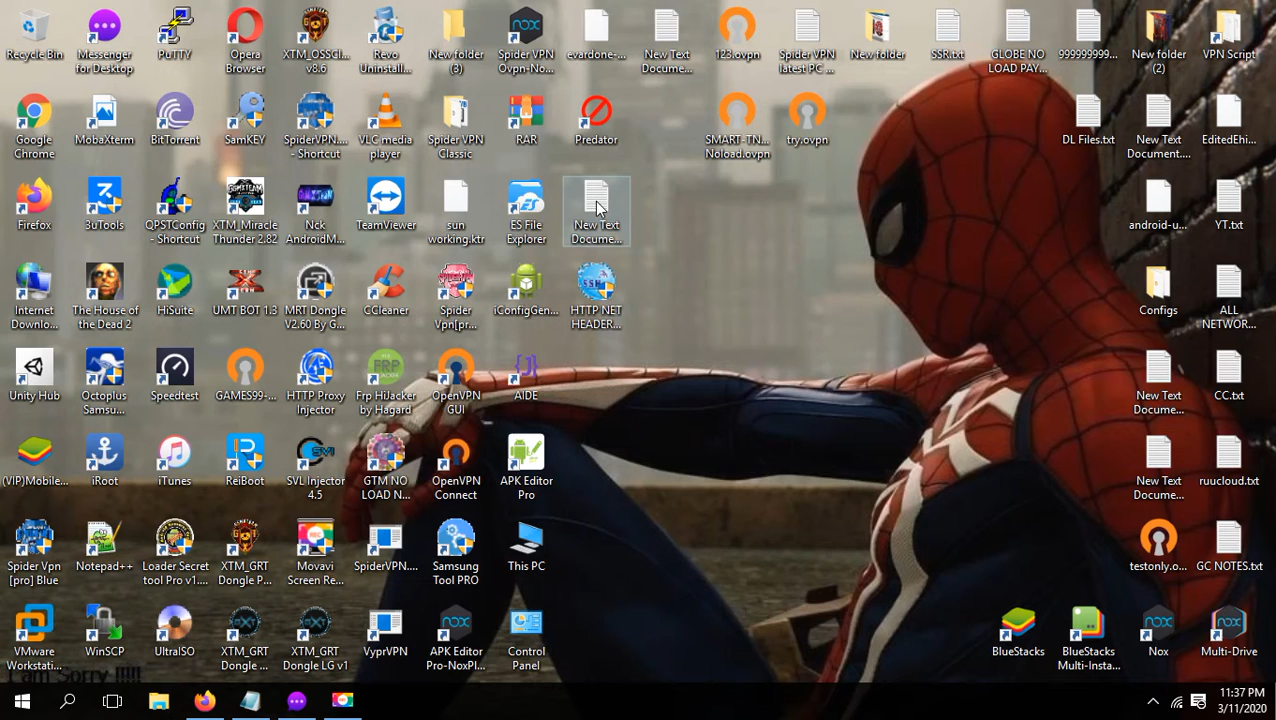 Recycle Bin
Messenger
for Desktop
PuTTY
Opera
Browser
XTM_OSSCI...
v8.6
Revo
Uninstall...
New folder
(3)
Spider VPN
Ovpn-No...
evardone-...
New Text
Docume...
123.ovpn
Spider VPN
latest PC ...
New folder
SSR.txt
GLOBE NO
LOAD PAY...
999999999...
New folder
(2)
VPN Script
Google
Chrome
MobaXterm
BitTorrent
SamKEY
SpiderVPN....
- Shortcut
VLC media
player
Spider VPN
Classic
RAR
Predator
SMART-TN...
Noload.ovpn
try.ovpn
DL Files.txt
New Text
Document....
EditedEhi...
Firefox
3uTools
QPSTConfig
- Shortcut
XTM_Miracle
Thunder 2.82
Nck
AndroidM...
TeamViewer
sun
working.ktr
ES File
Explorer
New Text
Docume...
android-u...
YT.txt
Internet
Downlo...
The House of
the Dead 2
HiSuite
UMT BOT 1.3
MRT Dongle
V2.60 By G...
CCleaner
Spider
Vpn[pr...
iConfigGen...
SSH
HTTP NET
HEADER...
Configs
ALL
NETWOR...
Unity Hub
Octoplus
Samsu...
Speedtest
GAMES99-...
HTTP Proxy
Injector
FRP
Frp HiJacker
by Hagard
OpenVPN
GUI
AIDE
New Text
Docume...
CC.txt
(VIP)Mobile...
iRoot
iTunes
ReiBoot
SVI
SVL Injector
4.5
GTM NO
LOAD N...
OpenVPN
Connect
APK Editor
Pro
New Text
Docume...
ruucloud.txt
Spider Vpn
[pro] Blue
Notepad++
Loader Secret
tool Pro v1....
XTM_GRT
Dongle P...
REC
Movavi
Screen Re...
SpiderVPN....
Samsung
Tool PRO
This PC
testonly.o...
GC NOTES.txt
VMware
Workstati...
WinSCP
UltraISO
XTM_GRT
Dongle ...
XTM_GRT
Dongle LG v1
VyprVPN
nox
APK Editor
Pro-NoxPl...
Control
Panel
BlueStacks
BlueStacks
Multi-Insta...
nox
Nox
nox
Multi-Drive
I am Sorry !!!!!
11:37 PM
3/11/2020